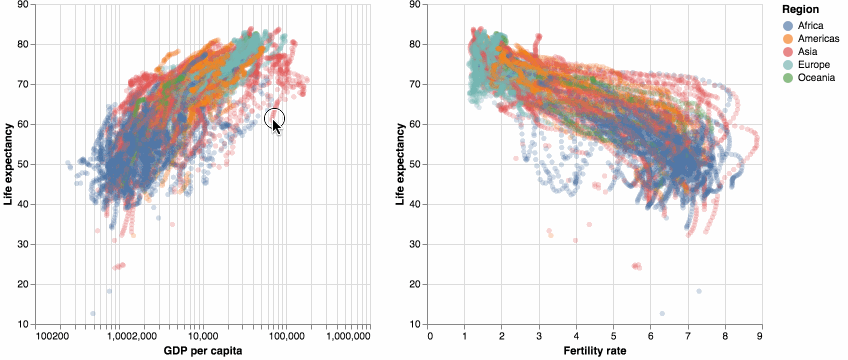 90
80
70
60
50
40
30
20
10
Life expectancy
100200 1,0002,000 10,000 100,000 1,000,000
GDP per capita
90
80
70
60
50
40
30
20
10
Life expectancy
0 1 2 3 4 5 6 7 8 9
Fertility rate
Region
Africa
Americas
Asia
Europe
Oceania